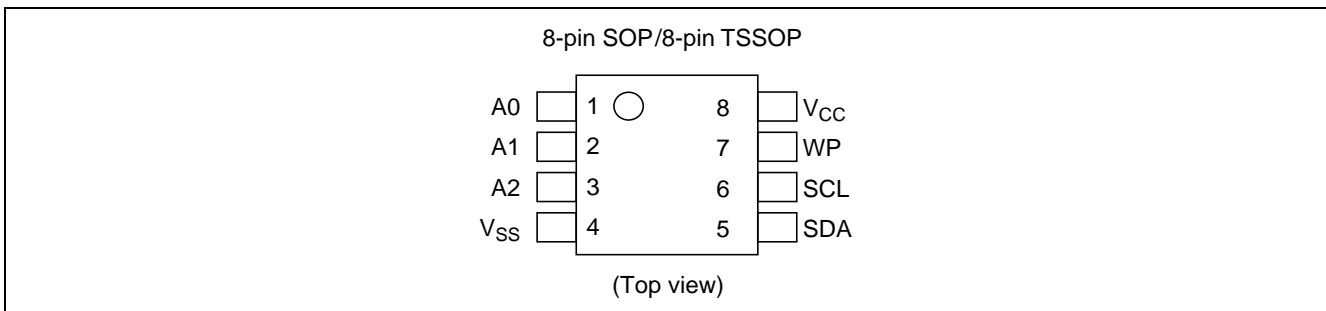 8-pin SOP/8-pin TSSOP
A0 1 8 VCC
A1 2 7 WP
A2 3 6 SCL
VSS 4 5 SDA
(Top view)